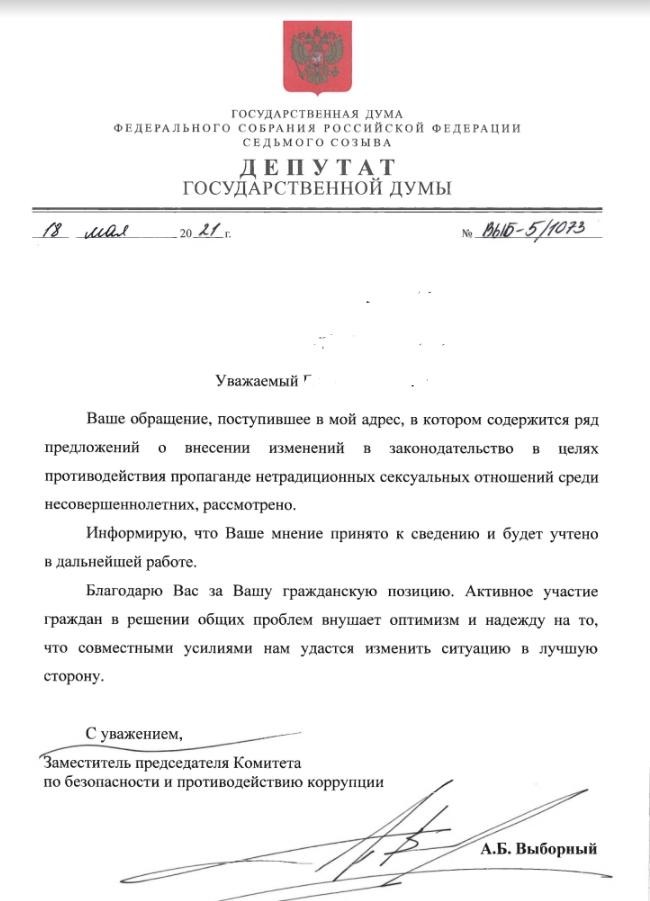 ГОСУДАРСТВЕННАЯ ДУМА
ФЕДЕРАЛЬНОГО СОБРАНИЯ РОССИЙСКОЙ ФЕДЕРАЦИИ
СЕДЬМОГО СОЗЫВА
ДЕПУТАТ
ГОСУДАРСТВЕННОЙ ДУМЫ
18 мая 2021 г. № ВЫБ-5/1073
Уважаемый
Ваше обращение, поступившее в мой адрес, в котором содержится ряд
предложений о внесении изменений в законодательство в целях
противодействия пропаганде нетрадиционных сексуальных отношений среди
несовершеннолетних, рассмотрено.
Информирую, что Ваше мнение принято к сведению и будет учтено
в дальнейшей работе.
Благодарю Вас за Вашу гражданскую позицию. Активное участие
граждан в решении общих проблем внушает оптимизм и надежду на то,
что совместными усилиями нам удастся изменить ситуацию в лучшую
сторону.
С уважением,
Заместитель председателя Комитета
по безопасности и противодействию коррупции
А.Б. Выборный